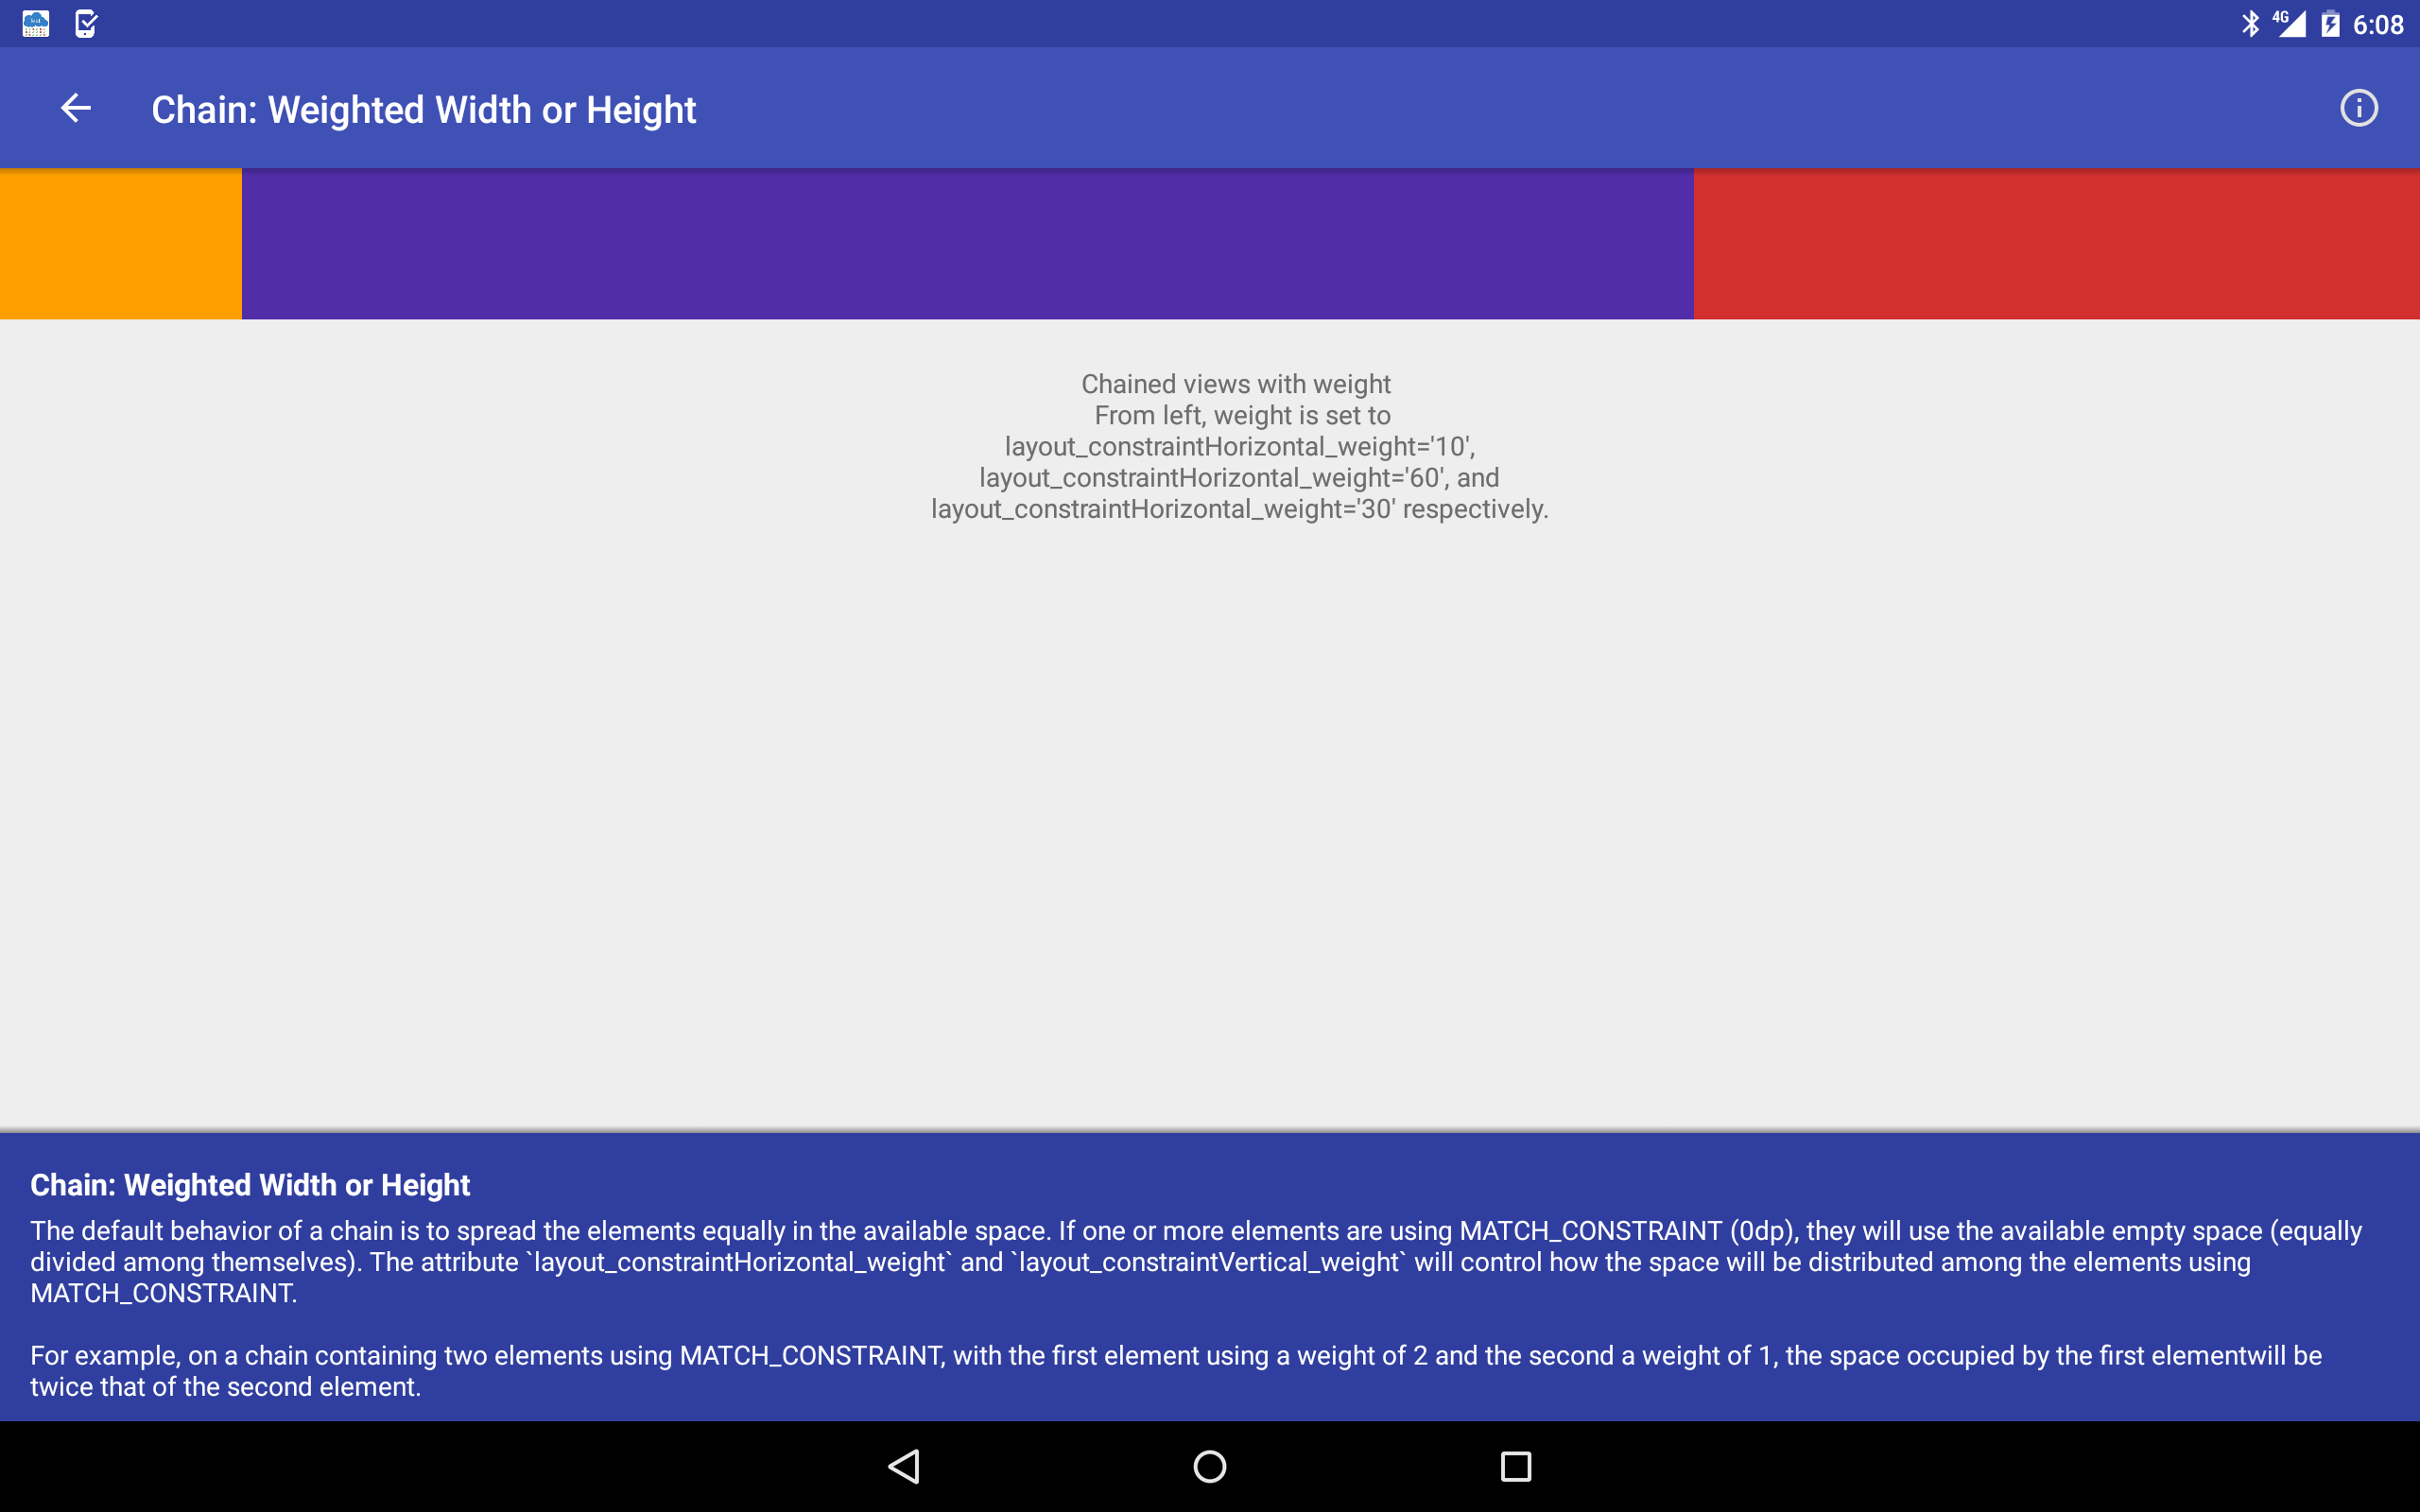 4G 6:08
Chain: Weighted Width or Height
Chained views with weight
From left, weight is set to
layout_constraintHorizontal_weight='10',
layout_constraintHorizontal_weight='60', and
layout_constraintHorizontal_weight='30' respectively.
Chain: Weighted Width or Height
The default behavior of a chain is to spread the elements equally in the available space. If one or more elements are using MATCH_CONSTRAINT (0dp), they will use the available empty space (equally
divided among themselves). The attribute `layout_constraintHorizontal_weight` and `layout_constraintVertical_weight` will control how the space will be distributed among the elements using
MATCH_CONSTRAINT.
For example, on a chain containing two elements using MATCH_CONSTRAINT, with the first element using a weight of 2 and the second a weight of 1, the space occupied by the first elementwill be
twice that of the second element.